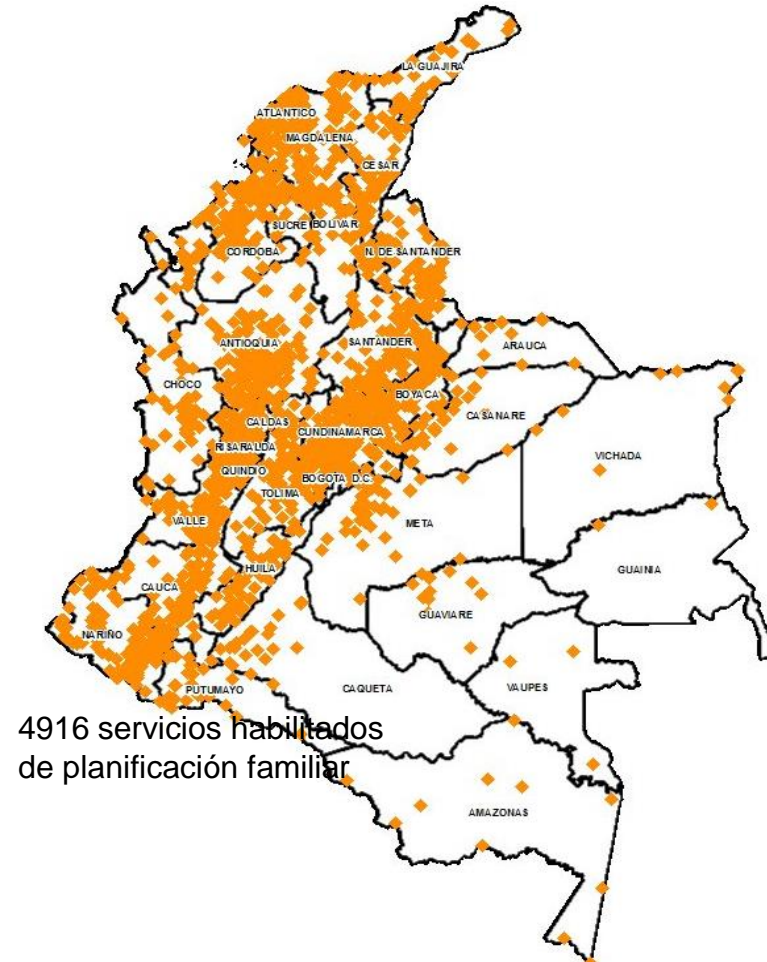 LA GUAJIRA
ATLANTICO
MAGDALENA
CESAR
SUCRE
BOLIVAR
CORDOBA
N. DE SANTANDER
ANTIOQUIA
SANTANDER
ARAUCA
CHOCO
BOYACA
CASANARE
CALDAS
CUNDINAMARCA
RISARALDA
VICHADA
QUINDIO
BOGOTA D.C.
TOLIMA
VALLE
META
HUILA
GUAINIA
CAUCA
GUAVIARE
NARIÑO
PUTUMAYO
CAQUETA
VAUPES
4916 servicios habilitados
de planificación familiar
AMAZONAS